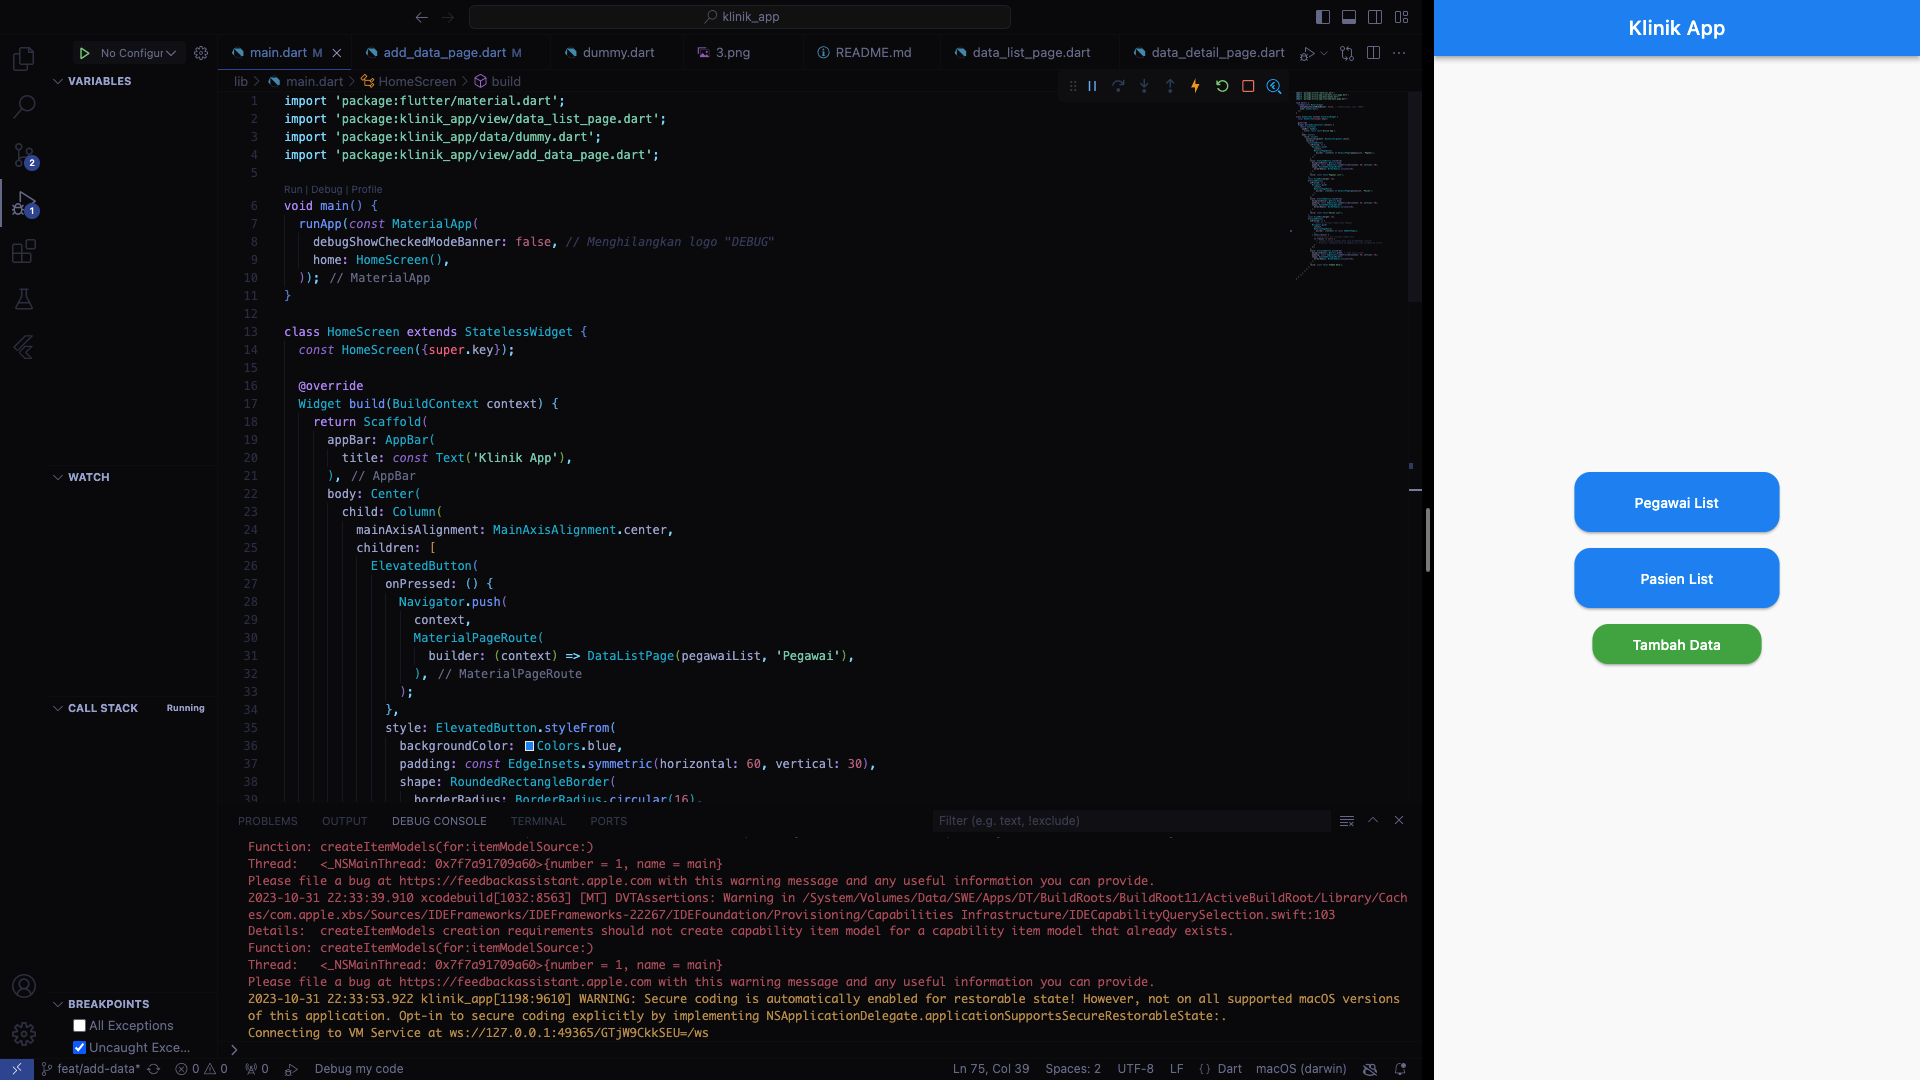 klinik_app
No Configur
main.dart M
add_data_page.dart M
dummy.dart
3.png
README.md
data_list_page.dart
data_detail_page.dart
lib > main.dart > HomeScreen > build
VARIABLES
WATCH
CALL STACK Running
BREAKPOINTS
All Exceptions
Uncaught Exce...
2
1
1 import 'package:flutter/material.dart';
2 import 'package:klinik_app/view/data_list_page.dart';
3 import 'package:klinik_app/data/dummy.dart';
4 import 'package:klinik_app/view/add_data_page.dart';
5
Run | Debug | Profile
6 void main() {
7 runApp(const MaterialApp(
8 debugShowCheckedModeBanner: false, // Menghilangkan logo "DEBUG"
9 home: HomeScreen(),
10 )); // MaterialApp
11 }
12
13 class HomeScreen extends StatelessWidget {
14 const HomeScreen({super.key});
15
16 @override
17 Widget build(BuildContext context) {
18 return Scaffold(
19 appBar: AppBar(
20 title: const Text('Klinik App'),
21 ), // AppBar
22 body: Center(
23 child: Column(
24 mainAxisAlignment: MainAxisAlignment.center,
25 children: [
26 ElevatedButton(
27 onPressed: () {
28 Navigator.push(
29 context,
30 MaterialPageRoute(
31 builder: (context) => DataListPage(pegawaiList, 'Pegawai'),
32 ), // MaterialPageRoute
33 );
34 },
35 style: ElevatedButton.styleFrom(
36 backgroundColor: Colors.blue,
37 padding: const EdgeInsets.symmetric(horizontal: 60, vertical: 30),
38 shape: RoundedRectangleBorder(
39 borderRadius: BorderRadius.circular(16),
PROBLEMS OUTPUT DEBUG CONSOLE TERMINAL PORTS
Filter (e.g. text, !exclude)
Function: createItemModels(for:itemModelSource:)
Thread: <_NSMainThread: 0x7f7a91709a60>{number = 1, name = main}
Please file a bug at https://feedbackassistant.apple.com with this warning message and any useful information you can provide.
2023-10-31 22:33:39.910 xcodebuild[1032:8563] [MT] DVTAssertions: Warning in /System/Volumes/Data/SWE/Apps/DT/BuildRoots/BuildRoot11/ActiveBuildRoot/Library/Cach
es/com.apple.xbs/Sources/IDEFrameworks/IDEFrameworks-22267/IDEFoundation/Provisioning/Capabilities Infrastructure/IDECapabilityQuerySelection.swift:103
Details: createItemModels creation requirements should not create capability item model for a capability item model that already exists.
Function: createItemModels(for:itemModelSource:)
Thread: <_NSMainThread: 0x7f7a91709a60>{number = 1, name = main}
Please file a bug at https://feedbackassistant.apple.com with this warning message and any useful information you can provide.
2023-10-31 22:33:53.922 klinik_app[1198:9610] WARNING: Secure coding is automatically enabled for restorable state! However, not on all supported macOS versions
of this application. Opt-in to secure coding explicitly by implementing NSApplicationDelegate.applicationSupportsSecureRestorableState:.
Connecting to VM Service at ws://127.0.0.1:49365/GTjW9CkkSEU=/ws
feat/add-data* 0 0 0 Debug my code
Ln 75, Col 39 Spaces: 2 UTF-8 LF {} Dart macOS (darwin)
Klinik App
Pegawai List
Pasien List
Tambah Data